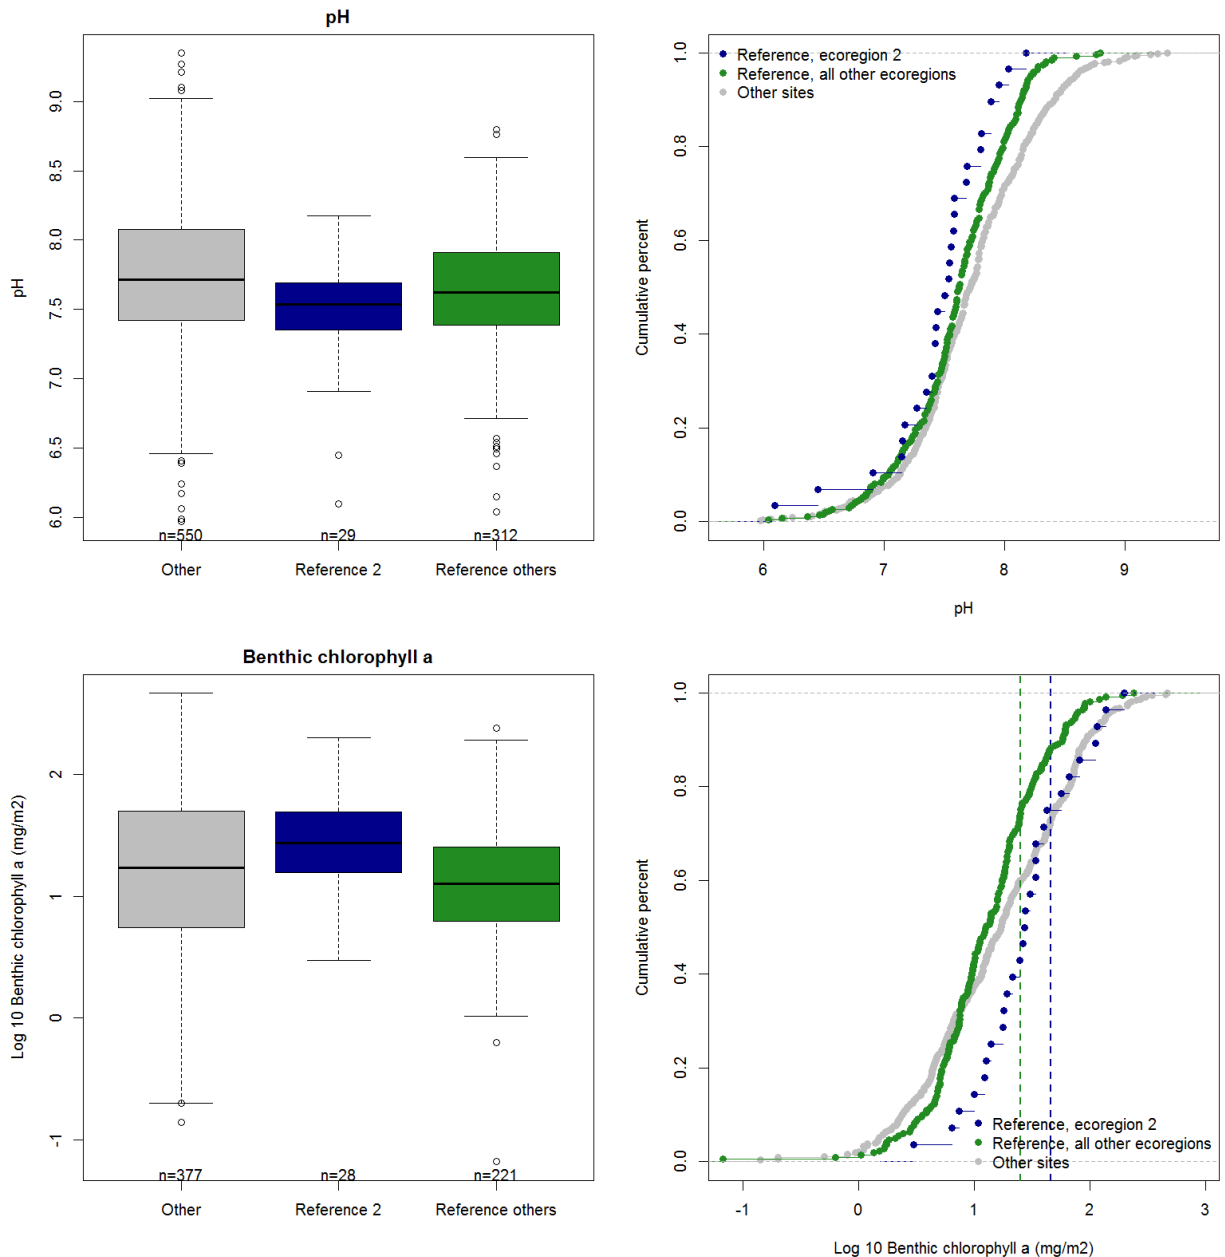 pH
pH
9.0
8.5
8.0
7.5
7.0
6.5
6.0
n=550
n=29
n=312
Other
Reference 2
Reference others
Reference, ecoregion 2
Reference, all other ecoregions
Other sites
Cumulative percent
1.0
0.8
0.6
0.4
0.2
0.0
6
7
8
9
pH
Benthic chlorophyll a
Log 10 Benthic chlorophyll a (mg/m2)
2
1
0
-1
n=377
n=28
n=221
Other
Reference 2
Reference others
Cumulative percent
1.0
0.8
0.6
0.4
0.2
0.0
Reference, ecoregion 2
Reference, all other ecoregions
Other sites
-1
0
1
2
3
Log 10 Benthic chlorophyll a (mg/m2)